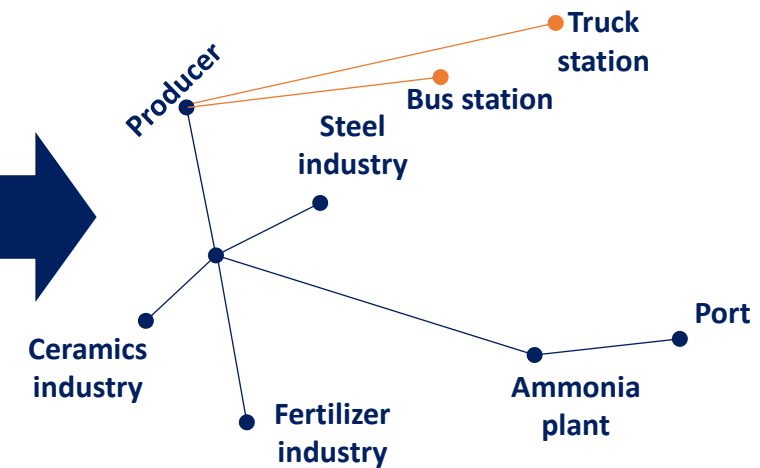 Truck
station
Producer
Bus station
Steel
industry
Port
Ceramics
industry
Ammonia
plant
Fertilizer
industry